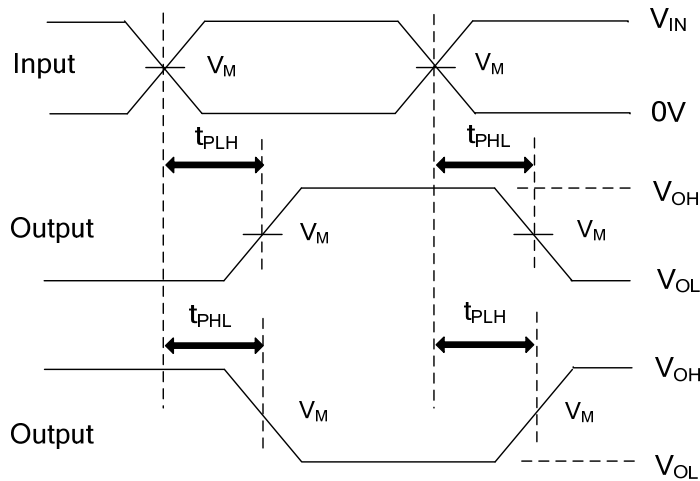 V_IN
Input V_M V_M
0V
t_PLH t_PHL
V_OH
Output V_M V_M
V_OL
t_PHL t_PLH
V_OH
V_M V_M
Output
V_OL